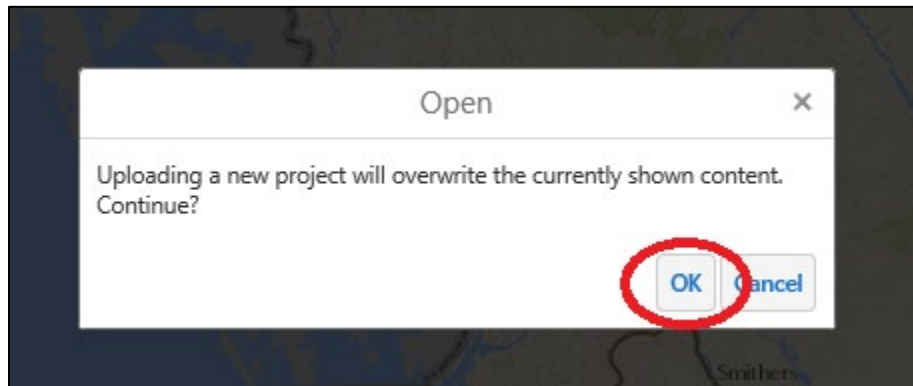 Open ×
Uploading a new project will overwrite the currently shown content.
Continue?
OK Cancel
Smithers